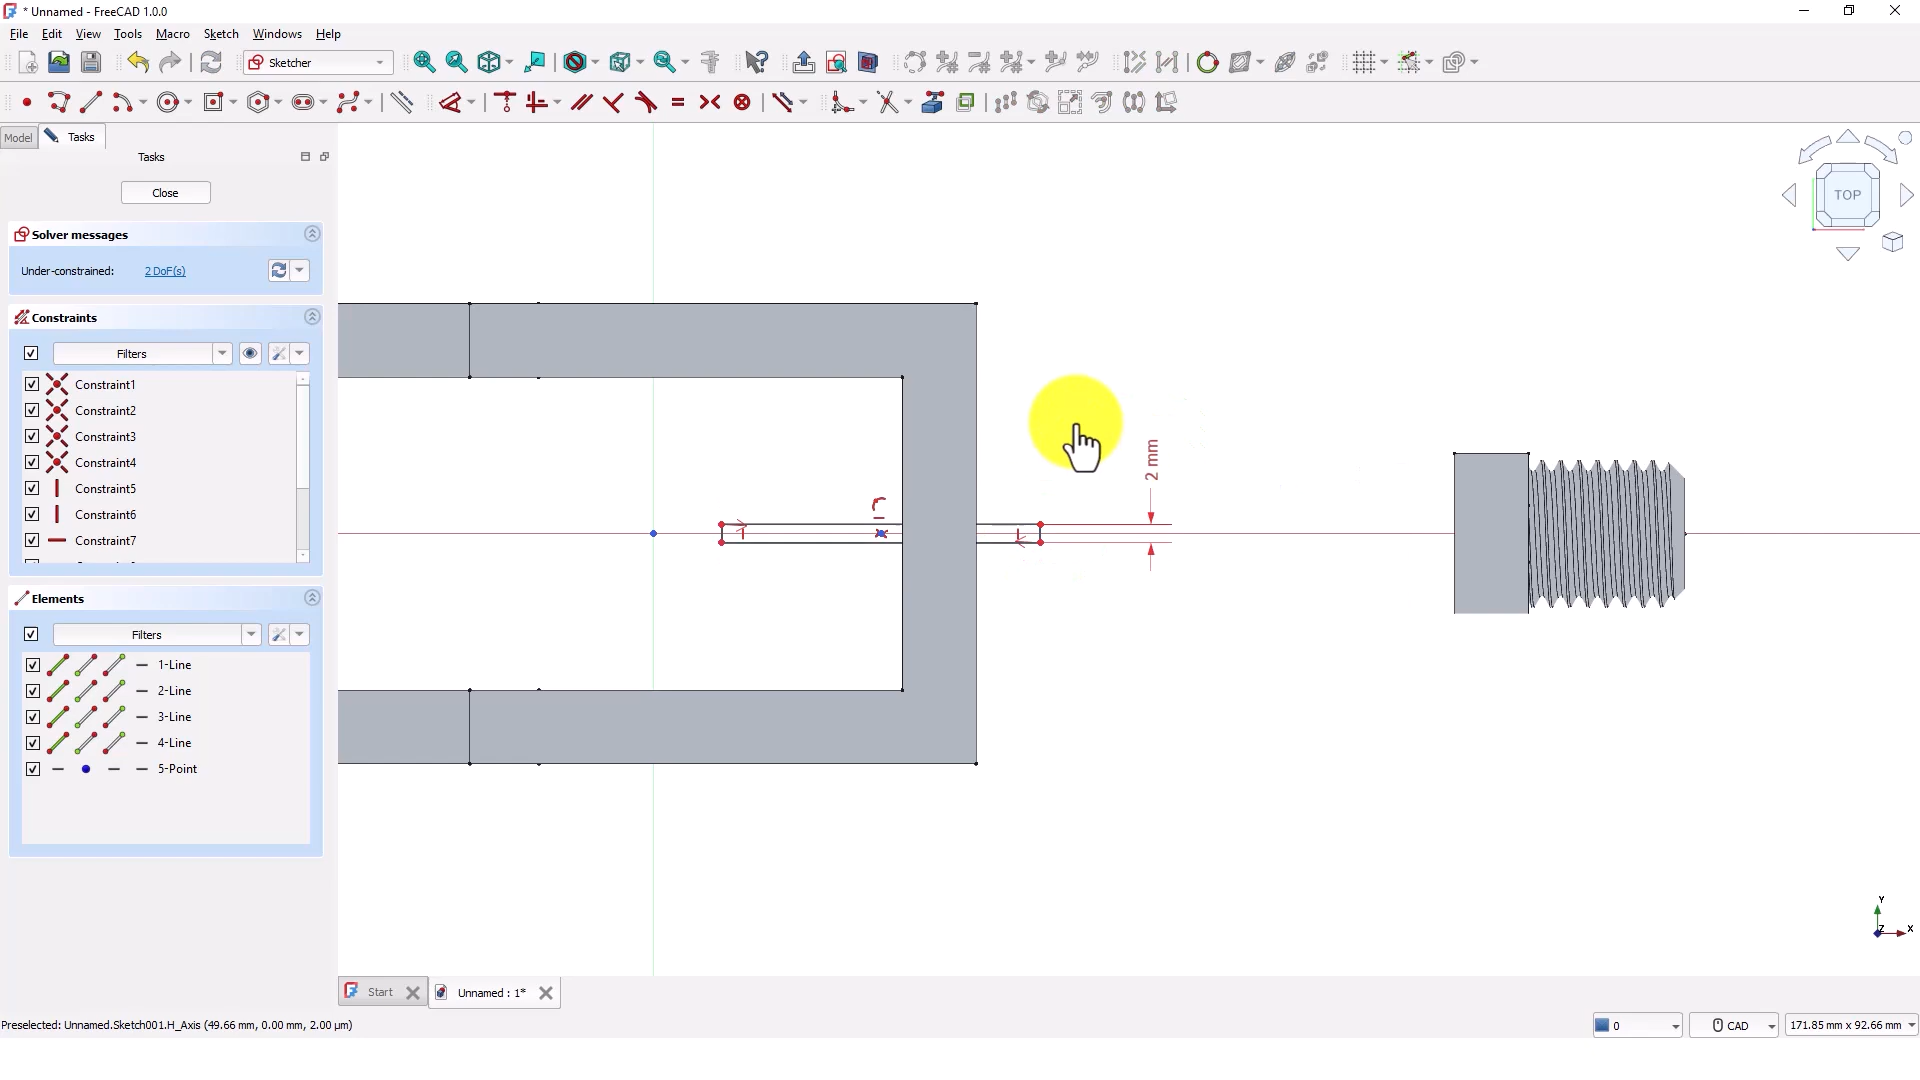 * Unnamed - FreeCAD 1.0.0
File Edit View Tools Macro Sketch Windows Help
Sketcher
Model Tasks
Tasks
Close
Solver messages
Under-constrained: 2 DoF(s)
Constraints
Filters
Constraint1
Constraint2
Constraint3
Constraint4
Constraint5
Constraint6
Constraint7
Elements
Filters
1-Line
2-Line
3-Line
4-Line
5-Point
2 mm
TOP
Y
Z X
Start Unnamed : 1*
Preselected: Unnamed.Sketch001.H_Axis (49.66 mm, 0.00 mm, 2.00 μm)
0 CAD 171.85 mm x 92.66 mm